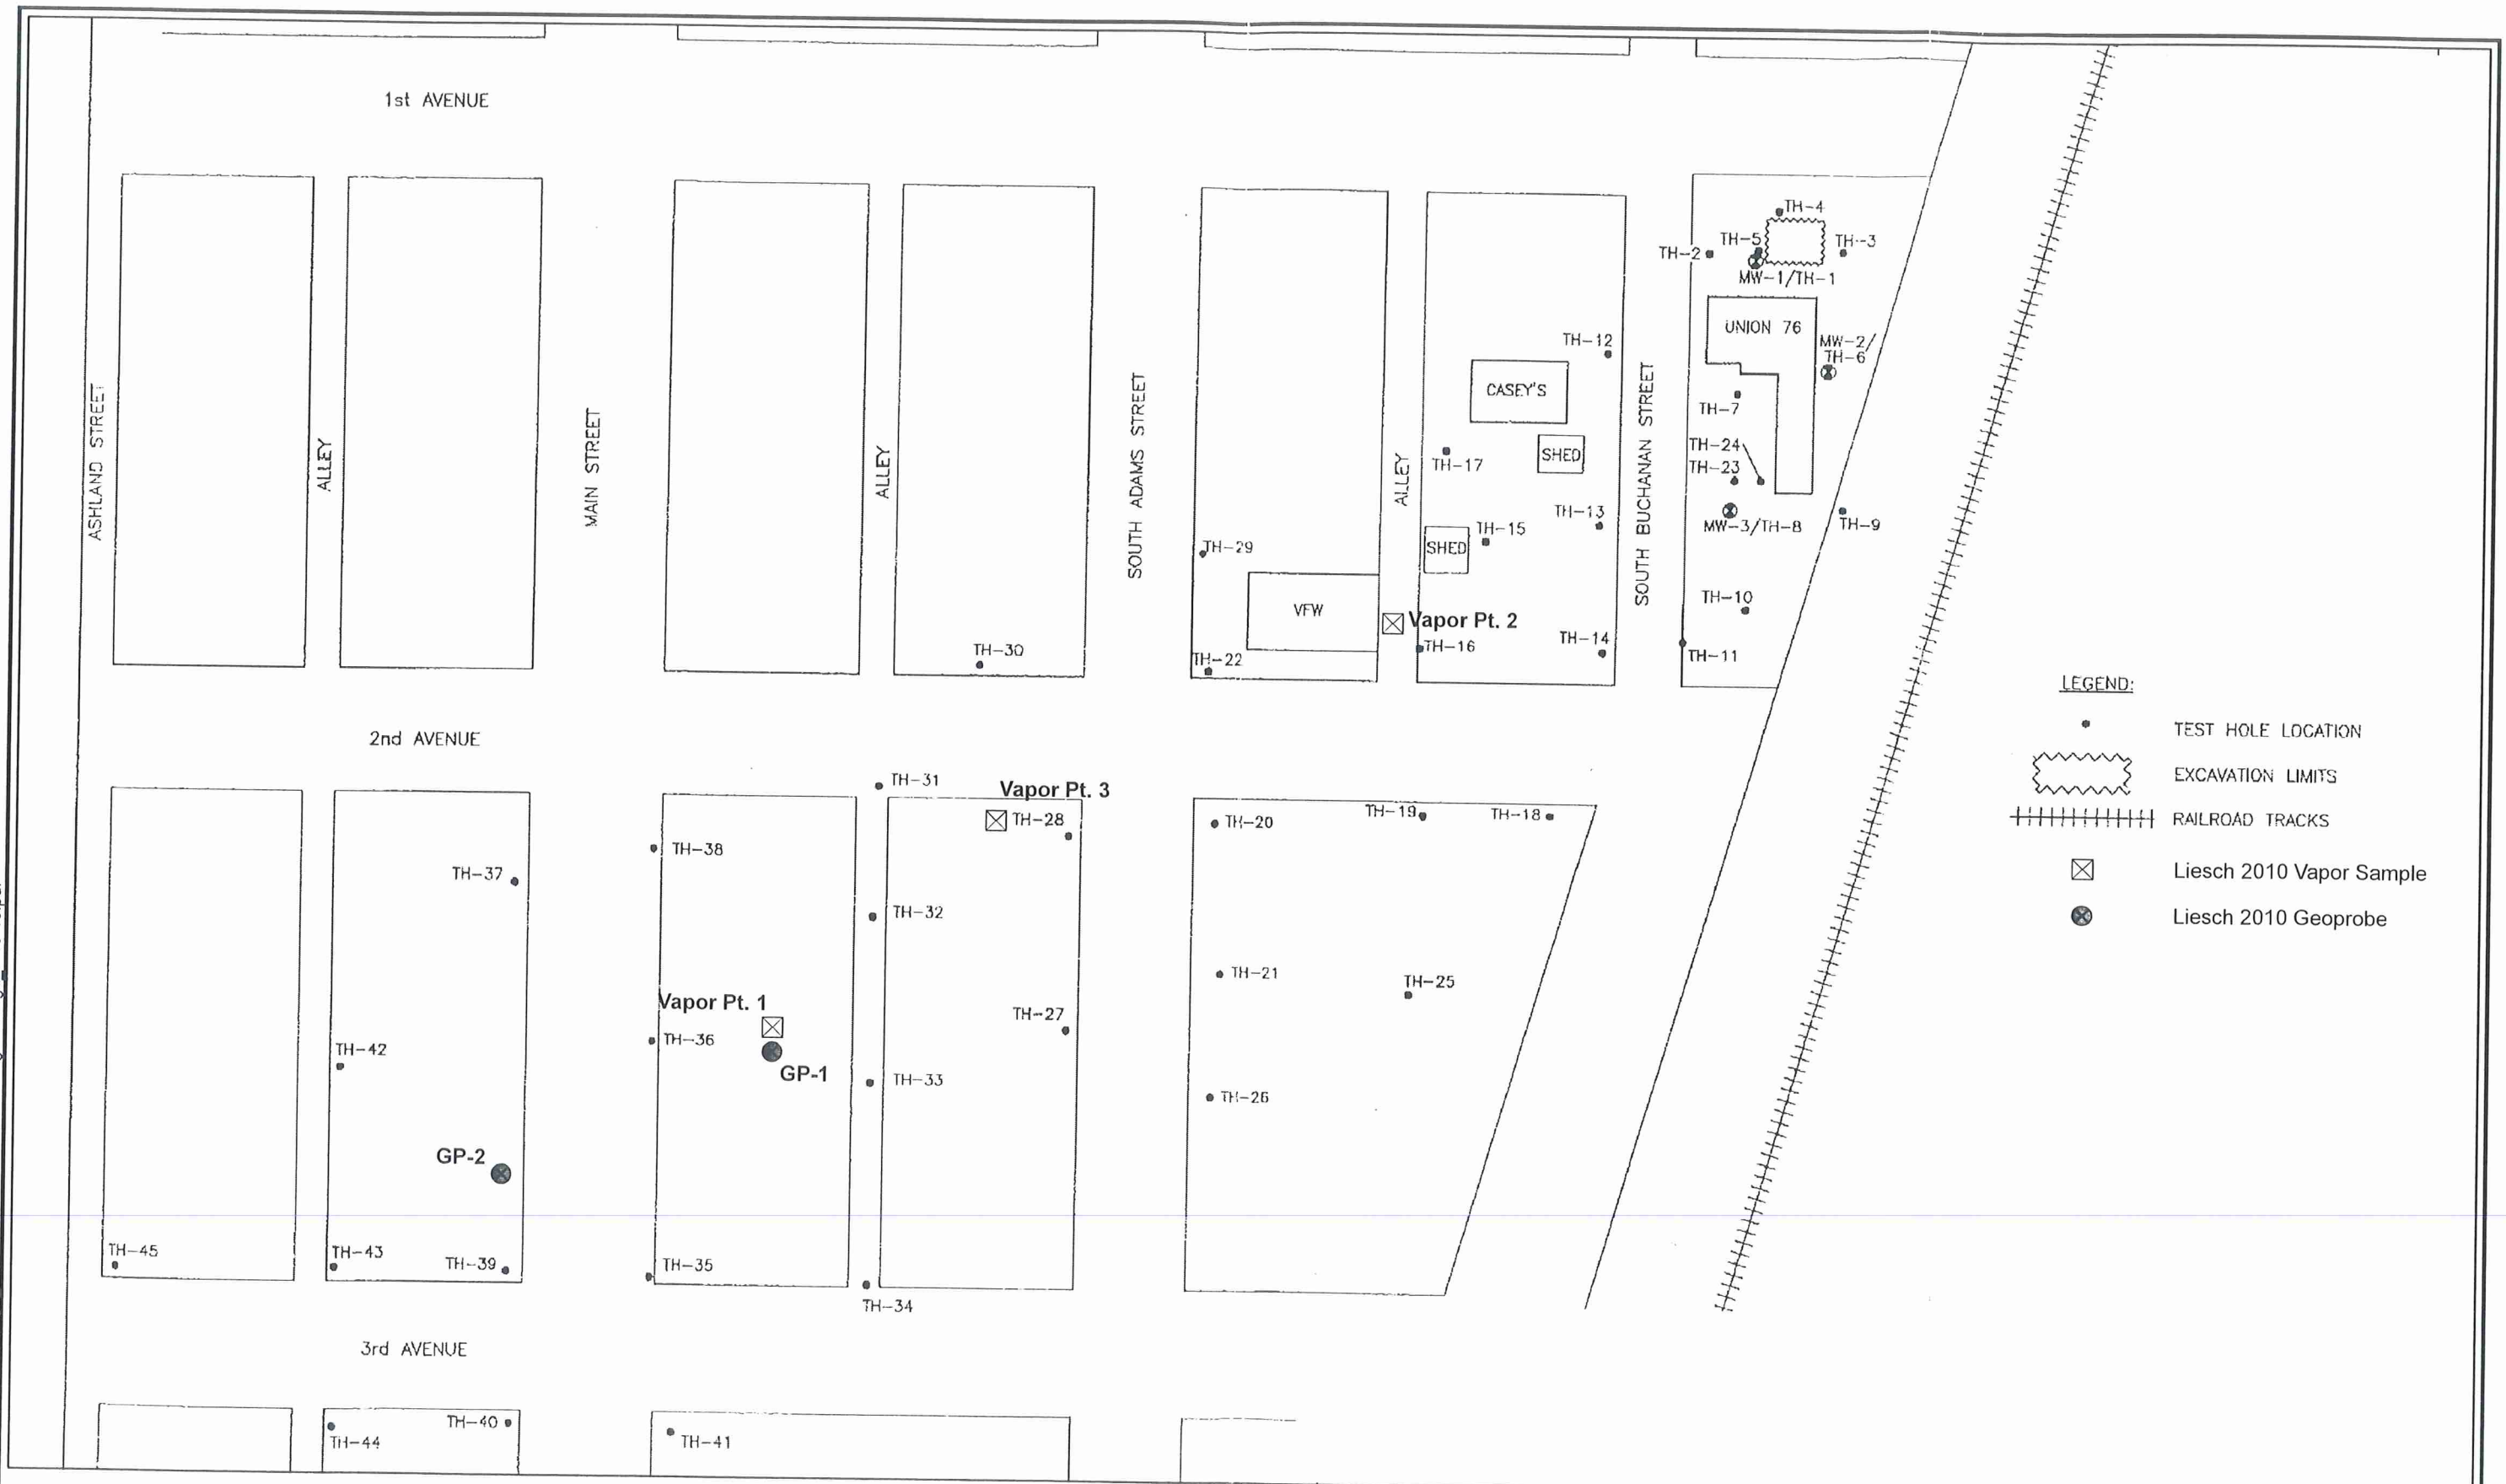 1st AVENUE
ASHLAND STREET
ALLEY
MAIN STREET
ALLEY
SOUTH ADAMS STREET
ALLEY
SOUTH BUCHANAN STREET
TH-4
TH-5
TH-3
TH-2
MW-1/TH-1
UNION 76
MW-2/
TH-6
TH-12
CASEY'S
TH-7
TH-24
SHED
TH-17
TH-23
TH-13
MW-3/TH-8
TH-9
TH-15
SHED
TH-29
VFW
TH-10
Vapor Pt. 2
TH-14
TH-16
TH-11
TH-30
TH-22
LEGEND:
TEST HOLE LOCATION
EXCAVATION LIMITS
RAILROAD TRACKS
Liesch 2010 Vapor Sample
Liesch 2010 Geoprobe
2nd AVENUE
TH-31
Vapor Pt. 3
TH-28
TH-20
TH-19
TH-18
TH-38
TH-37
TH-32
TH-21
TH-25
Vapor Pt. 1
TH-27
TH-36
TH-42
GP-1
TH-33
TH-26
GP-2
TH-45
TH-43
TH-39
TH-35
TH-34
3rd AVENUE
TH-40
TH-44
TH-41